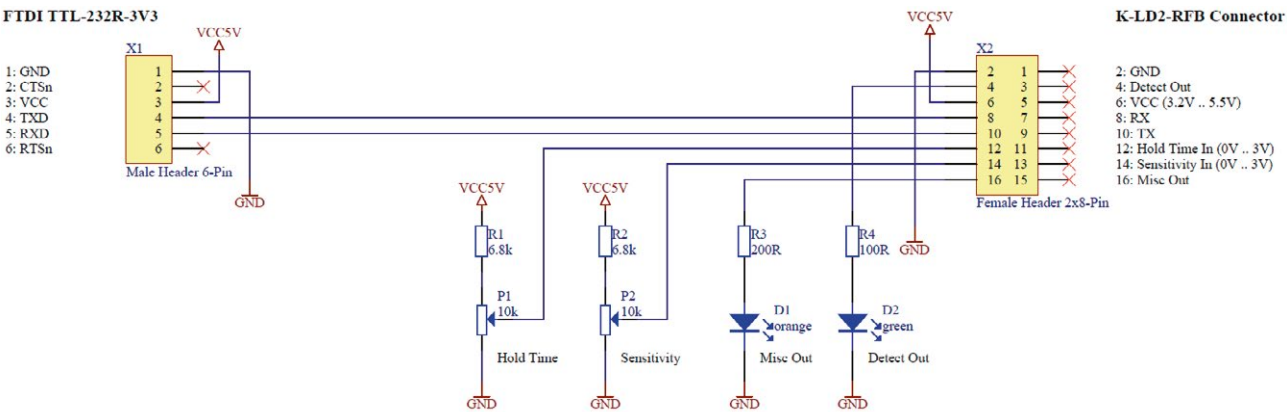 FTDI TTL-232R-3V3
K-LD2-RFB Connector
VCC5V
VCC5V
X1
X2
1: GND
2: CTSn
3: VCC
4: TXD
5: RXD
6: RTSn
1
2
3
4
5
6
Male Header 6-Pin
GND
2 1
4 3
6 5
8 7
10 9
12 11
14 13
16 15
Female Header 2x8-Pin
2: GND
4: Detect Out
6: VCC (3.2V .. 5.5V)
8: RX
10: TX
12: Hold Time In (0V .. 3V)
14: Sensitivity In (0V .. 3V)
16: Misc Out
VCC5V
VCC5V
R1
6.8k
R2
6.8k
R3
200R
R4
100R
GND
P1
10k
P2
10k
D1
orange
D2
green
Hold Time
Sensitivity
Misc Out
Detect Out
GND
GND
GND
GND